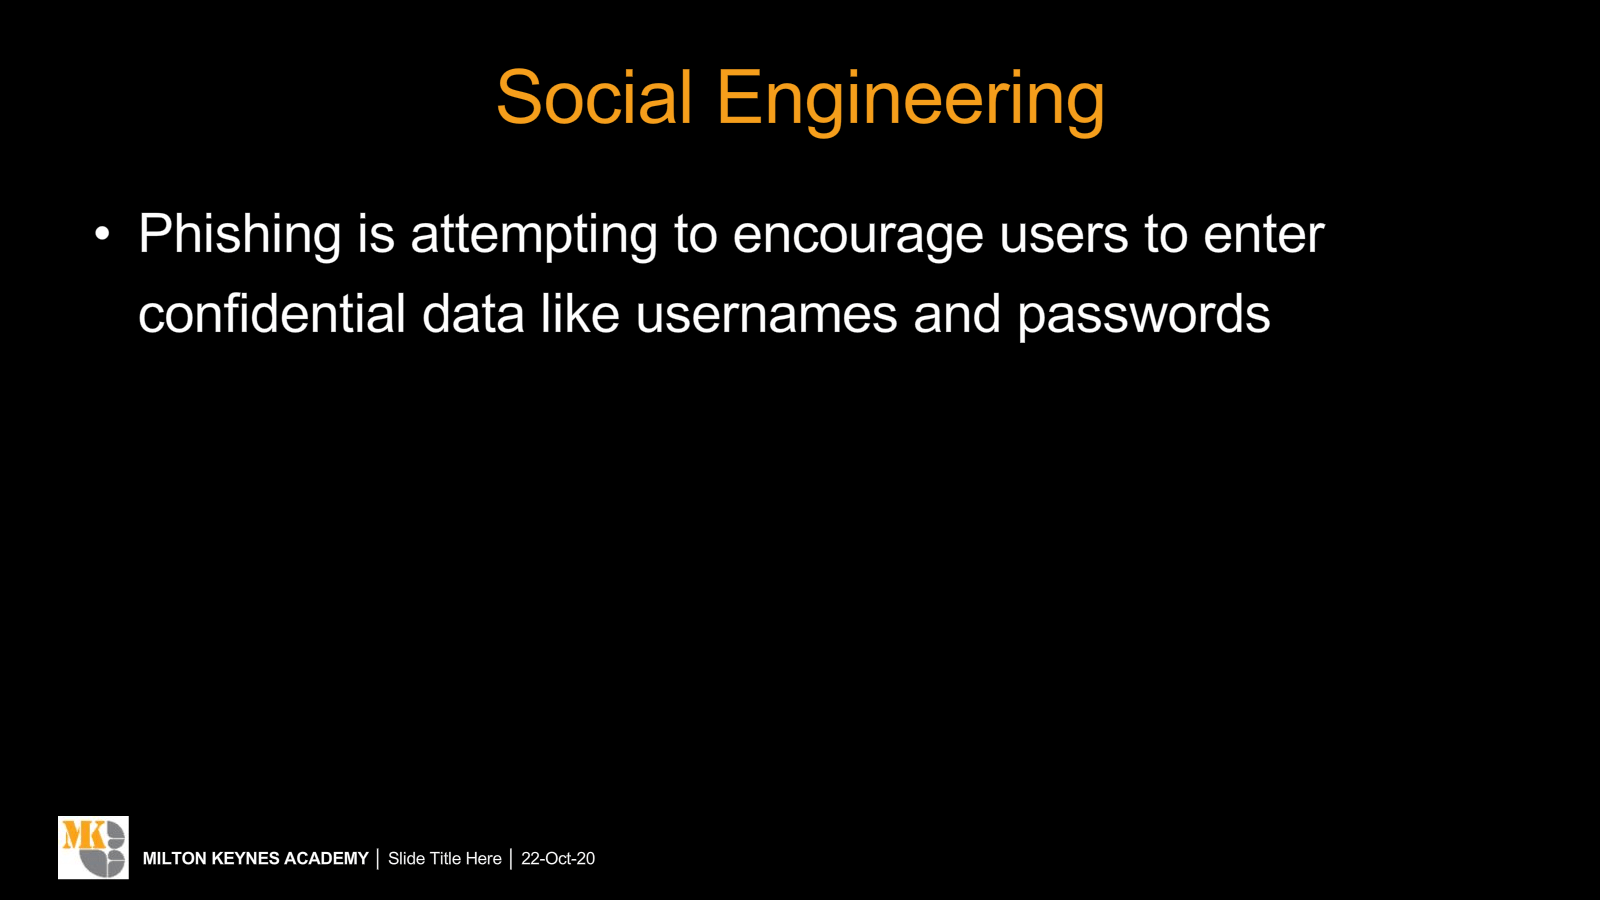 Social Engineering
• Phishing is attempting to encourage users to enter
confidential data like usernames and passwords
MK
MILTON KEYNES ACADEMY | Slide Title Here | 22-Oct-20